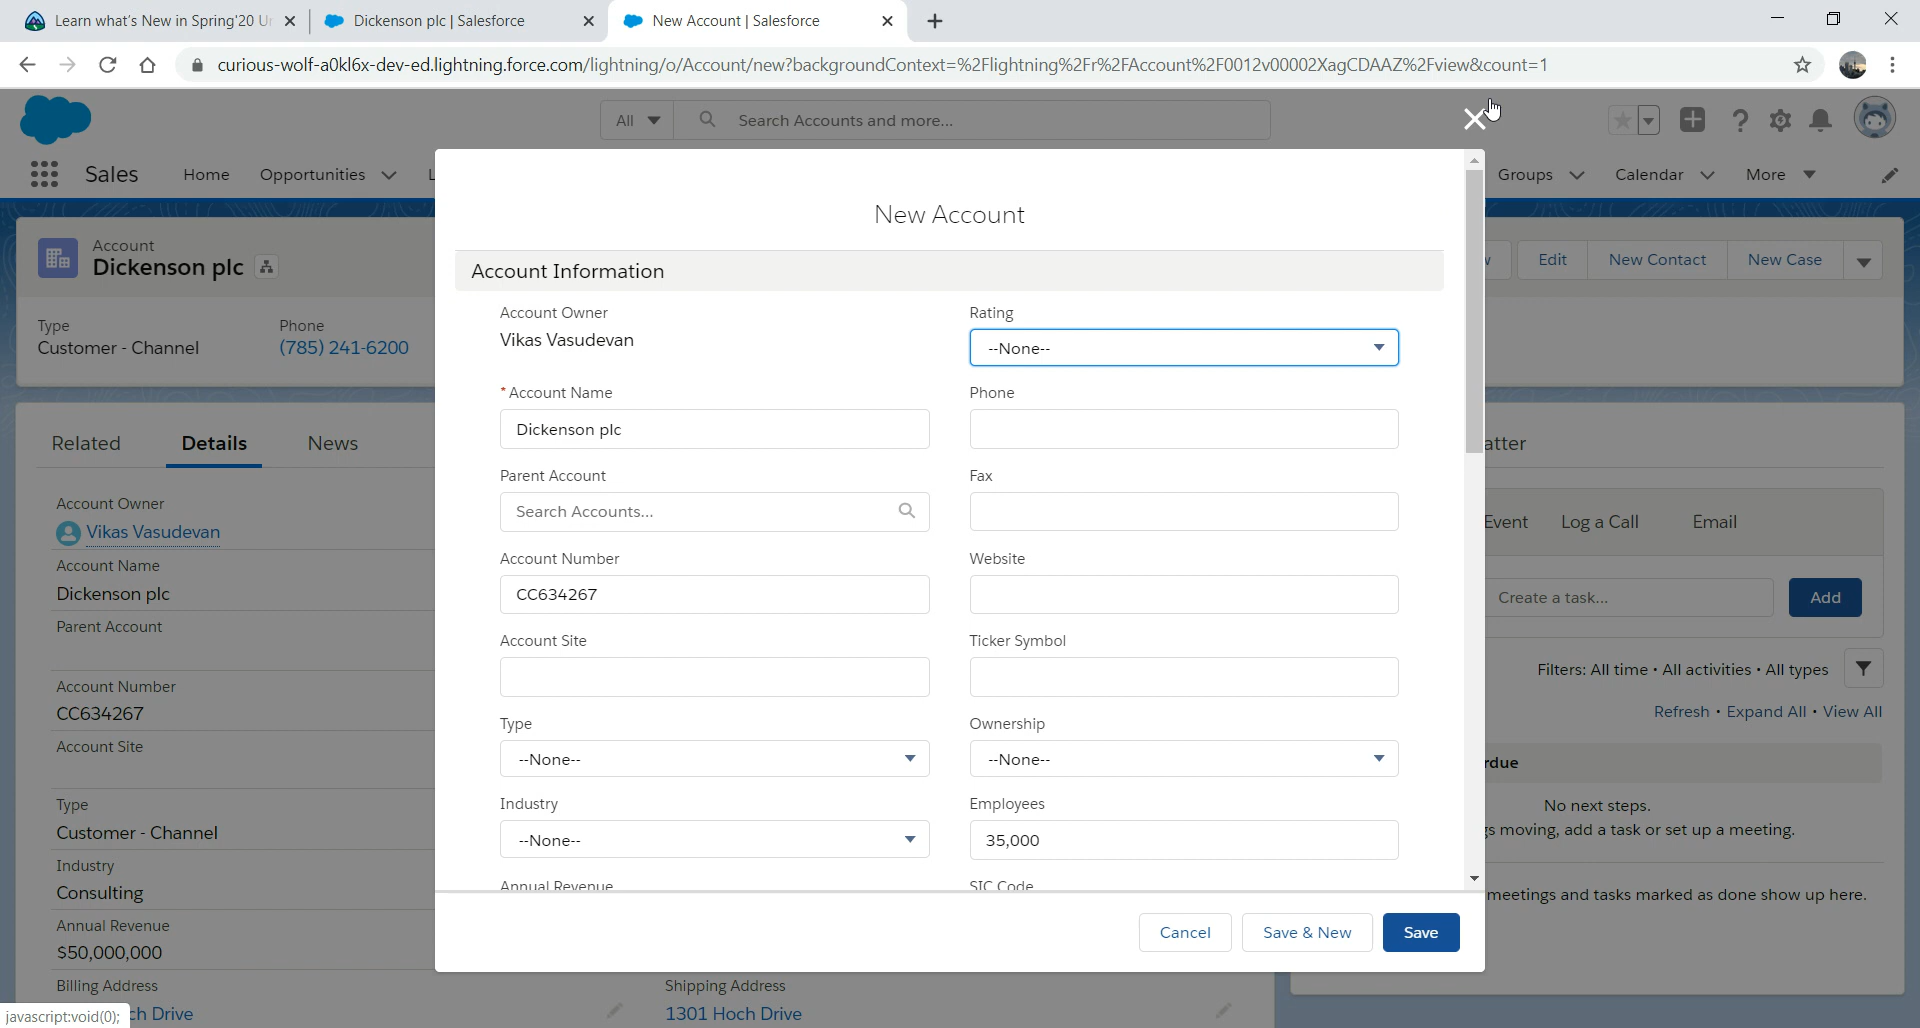 Learn what's New in Spring'20 U
Dickenson plc | Salesforce
New Account | Salesforce
curious-wolf-a0kl6x-dev-ed.lightning.force.com/lightning/o/Account/new?backgroundContext=%2Flightning%2Fr%2FAccount%2F0012v00002XagCDAAZ%2Fview&count=1
All
Search Accounts and more...
Sales
Home
Opportunities
L
Groups
Calendar
More
Account
Dickenson plc
Edit
New Contact
New Case
Type
Customer - Channel
Phone
(785) 241-6200
Related
Details
News
Account Owner
Vikas Vasudevan
Account Name
Dickenson plc
Parent Account
Account Number
CC634267
Account Site
Type
Customer - Channel
Industry
Consulting
Annual Revenue
$50,000,000
Billing Address
ch Drive
Shipping Address
1301 Hoch Drive
javascript:void(0);
New Account
Account Information
Account Owner
Vikas Vasudevan
Rating
--None--
* Account Name
Dickenson plc
Phone
Parent Account
Search Accounts...
Fax
Account Number
CC634267
Website
Account Site
Ticker Symbol
Type
--None--
Ownership
--None--
Industry
--None--
Employees
35,000
Annual Revenue
SIC Code
Cancel
Save & New
Save
atter
Event
Log a Call
Email
Create a task...
Add
Filters: All time • All activities • All types
Refresh • Expand All • View All
rdue
No next steps.
gs moving, add a task or set up a meeting.
meetings and tasks marked as done show up here.